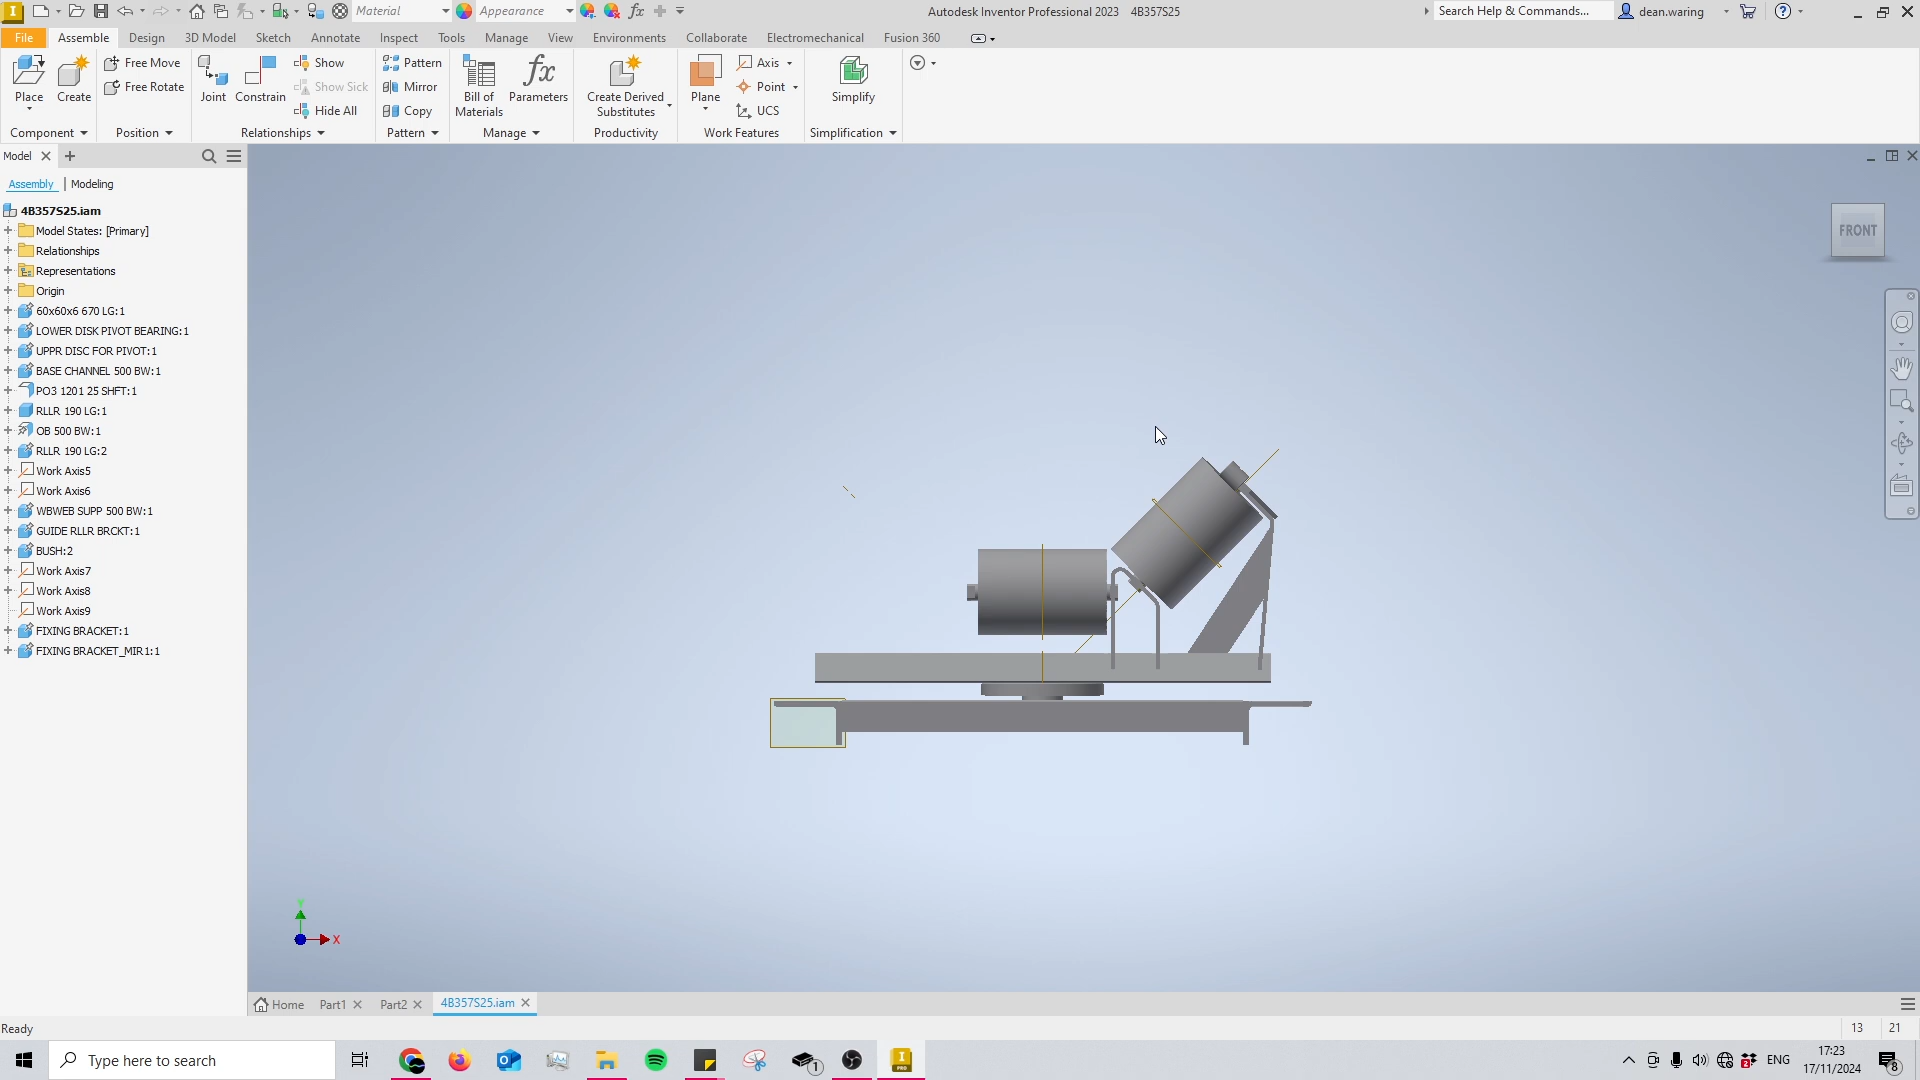 Material
Appearance
Autodesk Inventor Professional 2023 4B357S25
Search Help & Commands...
dean.waring
File Assemble Design 3D Model Sketch Annotate Inspect Tools Manage View Environments Collaborate Electromechanical Fusion 360
Place
Create
Free Move
Free Rotate
Joint
Constrain
Show
Show Sick
Hide All
Pattern
Mirror
Copy
Bill of
Materials
Parameters
Create Derived
Substitutes
Plane
Axis
Point
UCS
Simplify
Component Position Relationships Pattern Manage Productivity Work Features Simplification
Model
Assembly Modeling
4B357S25.iam
Model States: [Primary]
Relationships
Representations
Origin
60x60x6 670 LG:1
LOWER DISK PIVOT BEARING:1
UPPR DISC FOR PIVOT:1
BASE CHANNEL 500 BW:1
PO3 1201 25 SHFT:1
RLLR 190 LG:1
OB 500 BW:1
RLLR 190 LG:2
Work Axis5
Work Axis6
WBWEB SUPP 500 BW:1
GUIDE RLLR BRCKT:1
BUSH:2
Work Axis7
Work Axis8
Work Axis9
FIXING BRACKET:1
FIXING BRACKET_MIR1:1
FRONT
Y
X
Home Part1 Part2 4B357S25.iam
Ready
13 21
Type here to search
1
PRO
2
ENG
17:23
17/11/2024
8